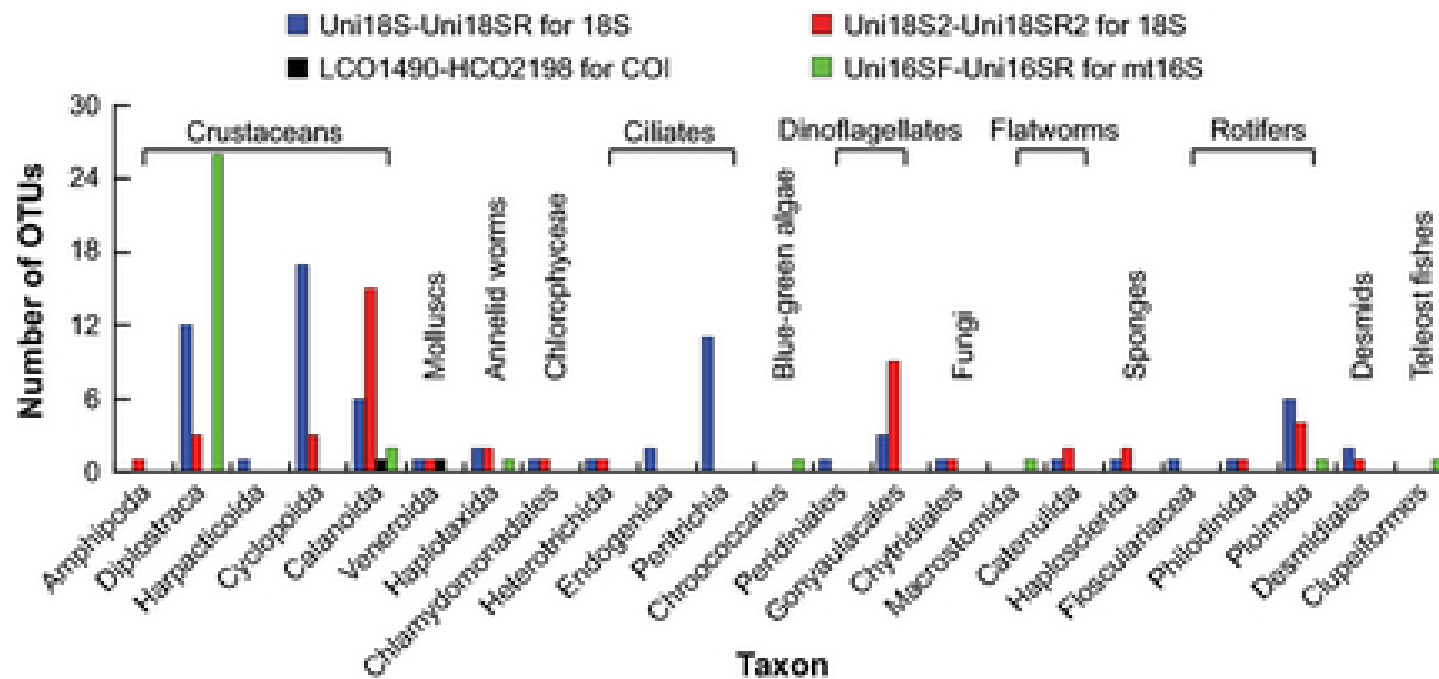 Uni18S-Uni18SR for 18S
Uni18S2-Uni18SR2 for 18S
LCO1490-HCO2198 for COI
Uni16SF-Uni16SR for mt16S
Number of OTUs
30
24
18
12
6
0
Crustaceans
Molluscs
Annelid worms
Chlorophyceae
Ciliates
Blue-green algae
Dinoflagellates
Fungi
Flatworms
Sponges
Rotifers
Desmids
Teleost fishes
Amphipoda
Diplostraca
Harpacticoida
Cyclopoida
Calanoida
Veneroida
Haplotaxida
Chlamydomonadales
Heterotrichida
Endogenida
Peritrichia
Chroococcales
Peridiniales
Gonyaulacales
Chytridiales
Macrostomida
Catenulida
Haplosclerida
Flosculariacea
Philodinida
Ploimida
Desmidiales
Clupeiformes
Taxon